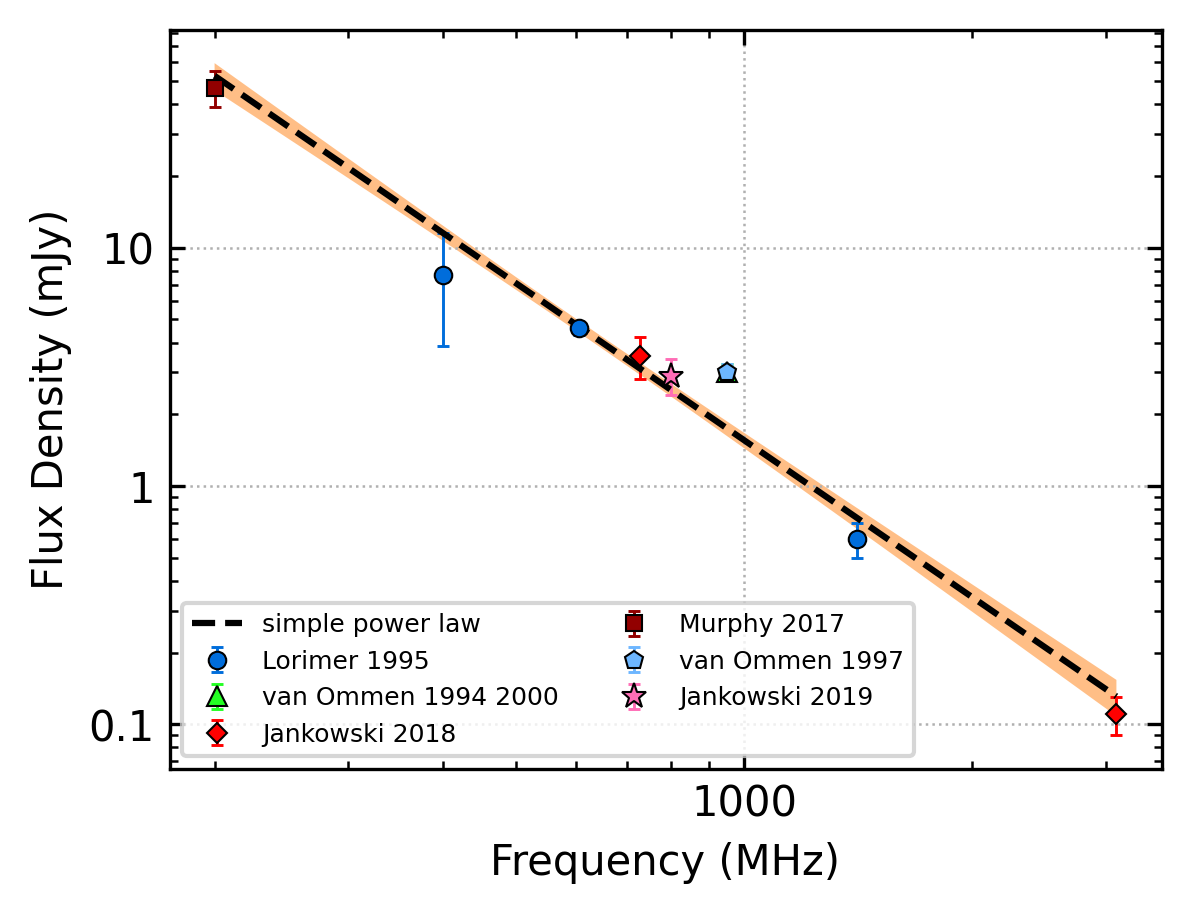 Flux Density (mJy)
10
1
0.1
simple power law
Lorimer 1995
van Ommen 1994 2000
Jankowski 2018
Murphy 2017
van Ommen 1997
Jankowski 2019
1000
Frequency (MHz)